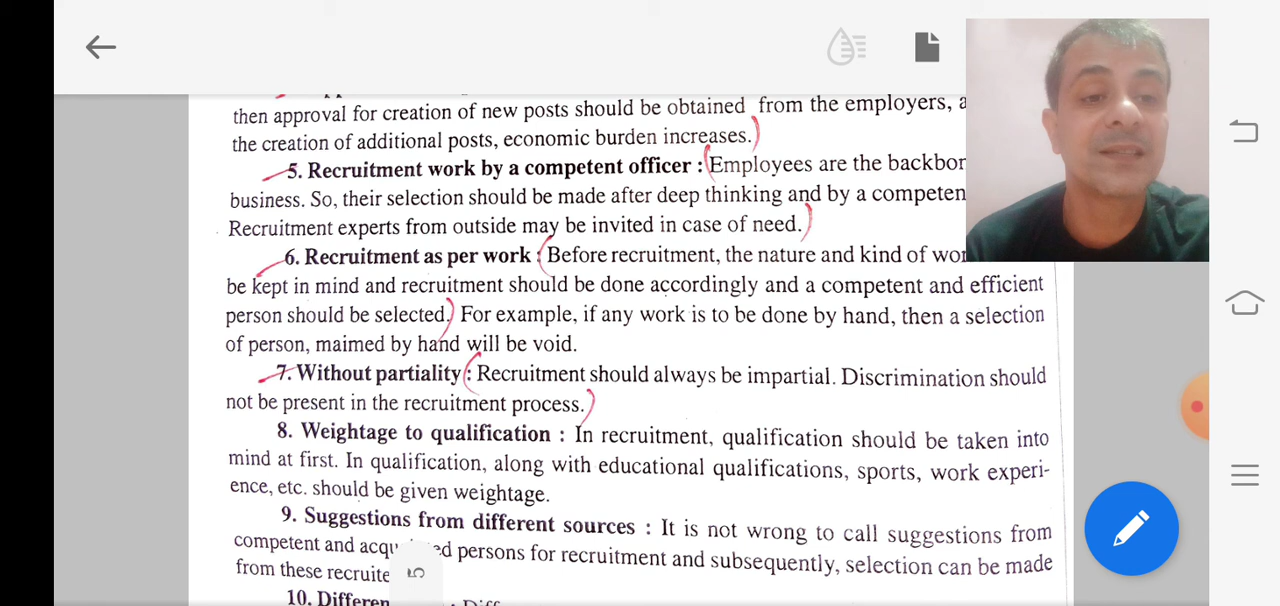 then approval for creation of new posts should be obtained from the employers, a
the creation of additional posts, economic burden increases.
5. Recruitment work by a competent officer : Employees are the
business. So, their selection should be made after deep thinking and by a
Recruitment experts from outside may be invited in case of need.
6. Recruitment as per work : Before recruitment, the nature and kind of
be kept in mind and recruitment should be done accordingly and a competent and efficient
person should be selected. For example, if any work is to be done by hand, then a selection
of person, maimed by hand will be void.
7. Without partiality : Recruitment should always be impartial. Discrimination should
not be present in the recruitment process.
8. Weightage to qualification : In recruitment, qualification should be taken into
mind at first. In qualification, along with educational qualifications, sports, work experi-
ence, etc. should be given weightage.
9. Suggestions from different sources : It is not wrong to call suggestions from
competent and persons for recruitment and subsequently, selection can be made
from these
10.
5